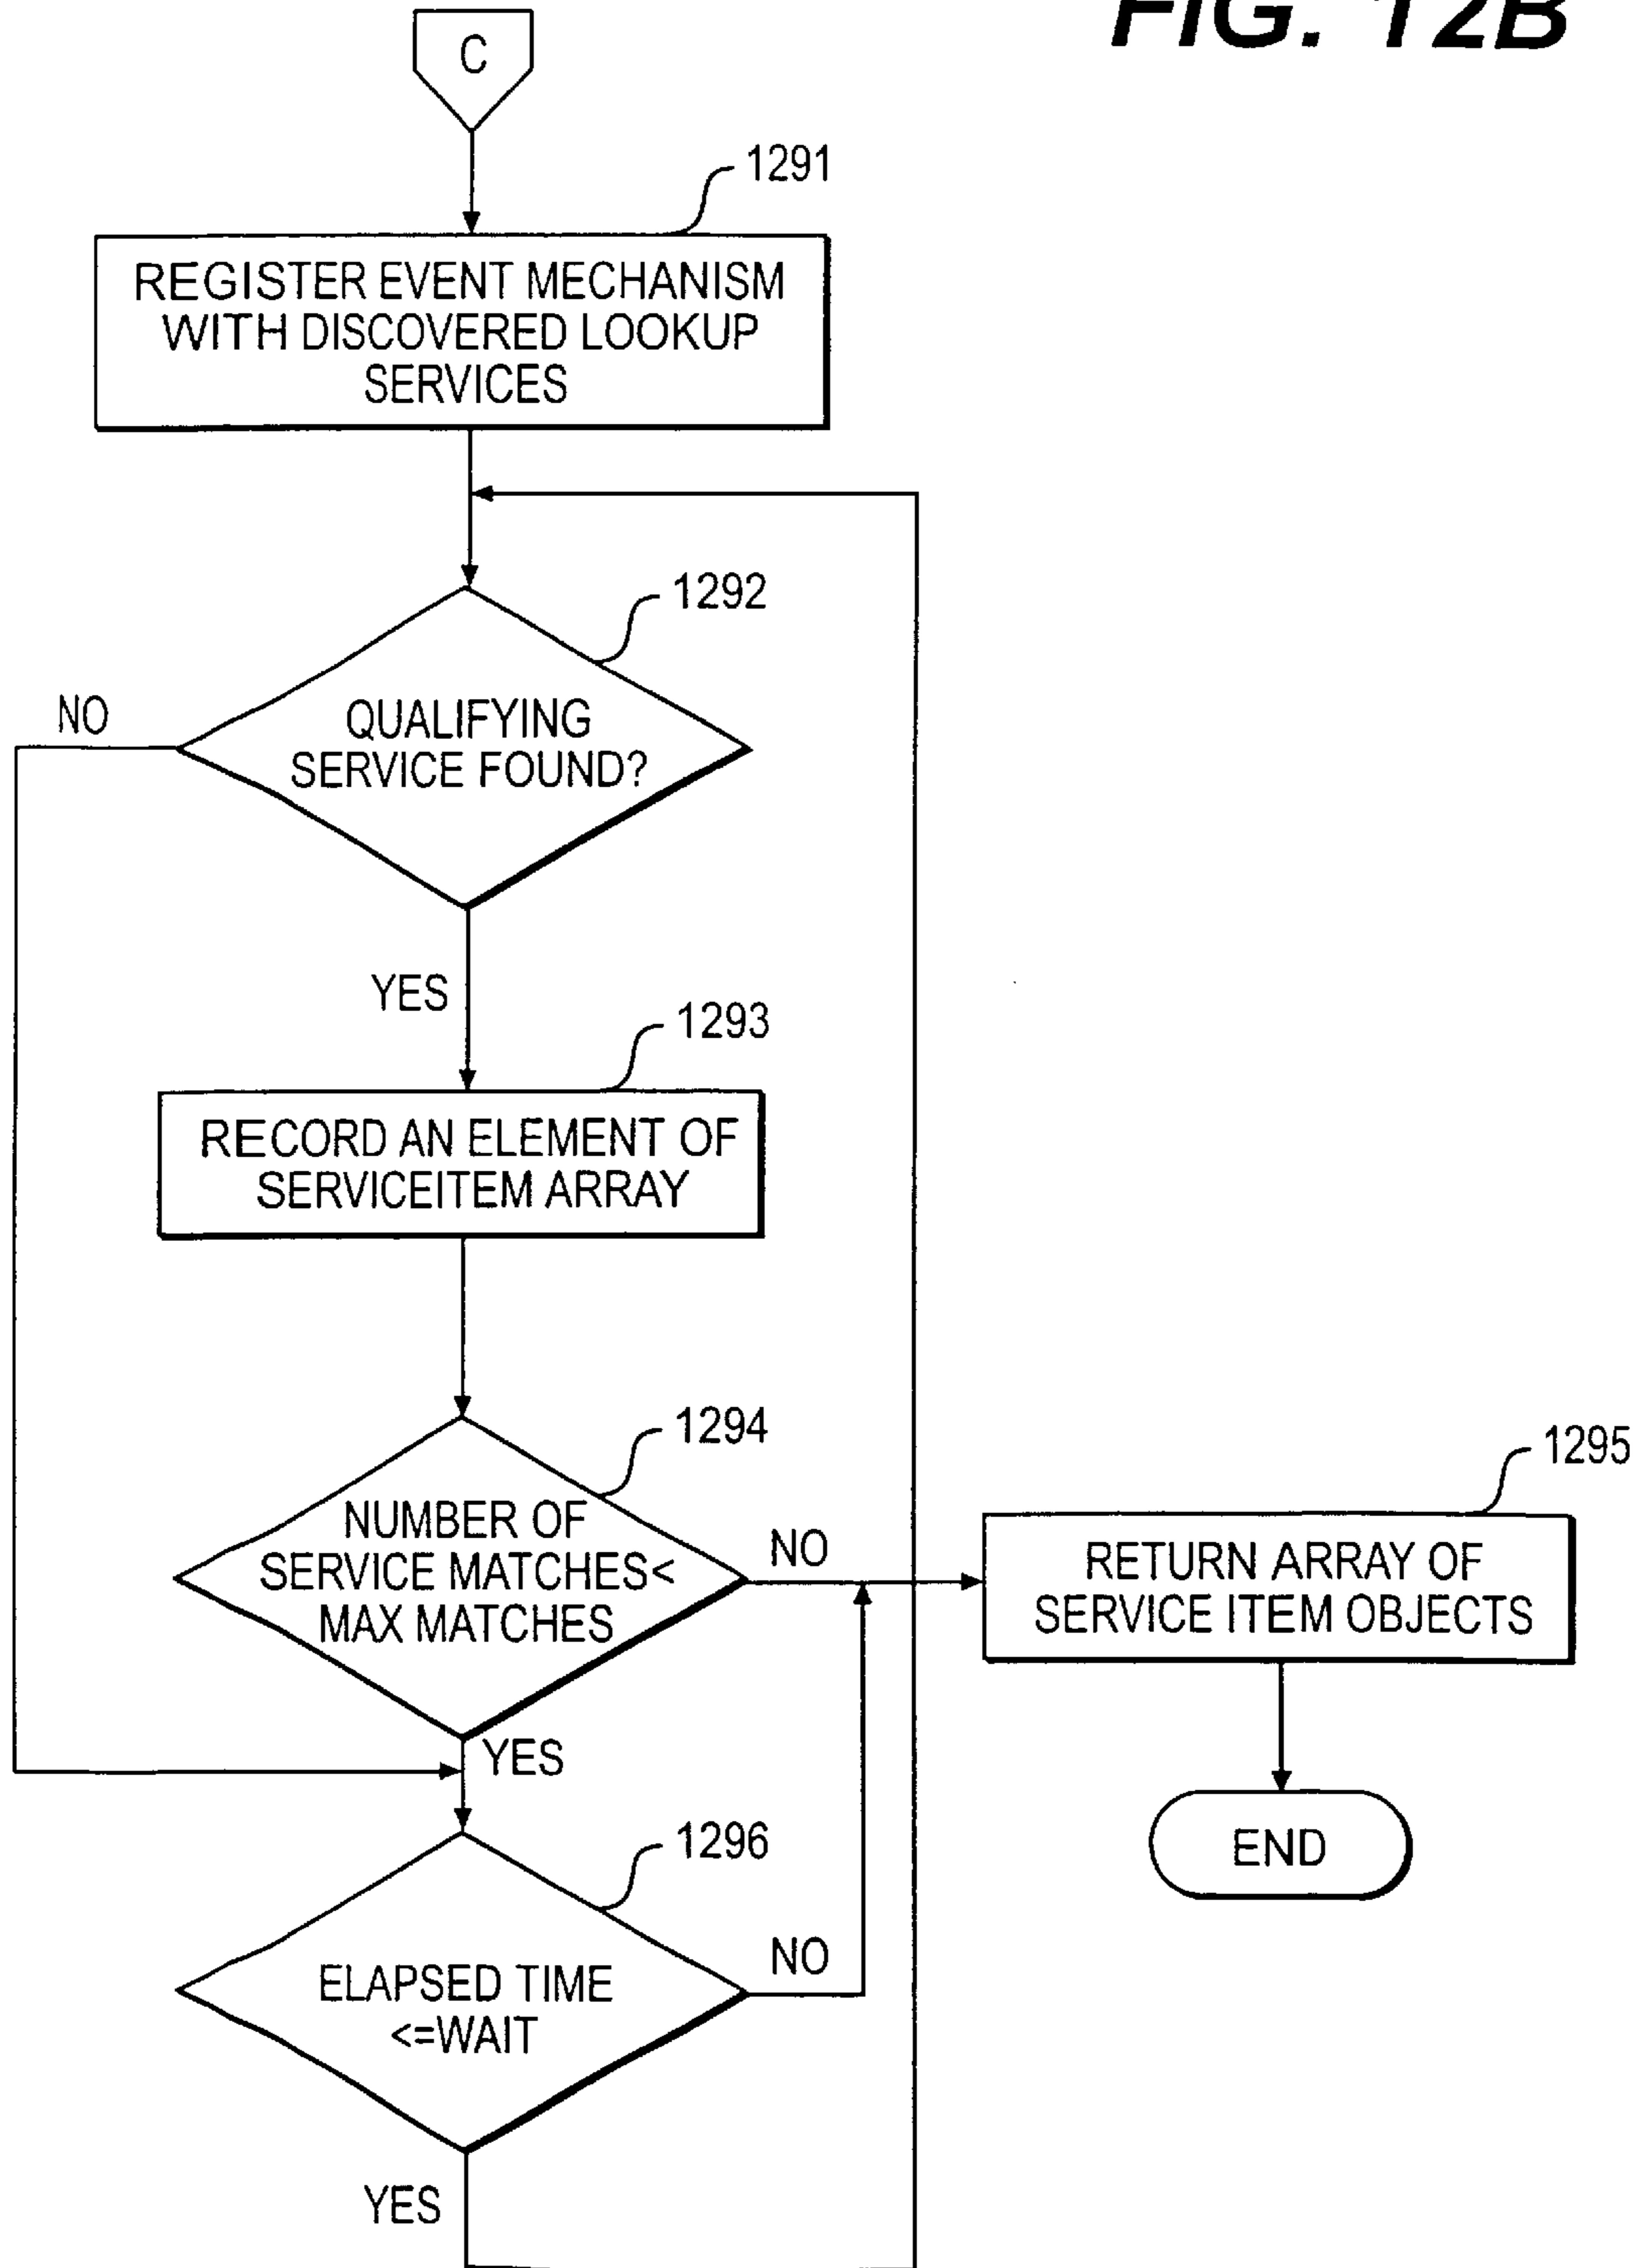 FIG. 12B
C
1291
REGISTER EVENT MECHANISM
WITH DISCOVERED LOOKUP
SERVICES
1292
NO
QUALIFYING
SERVICE FOUND?
YES
1293
RECORD AN ELEMENT OF
SERVICEITEM ARRAY
1294
NUMBER OF
SERVICE MATCHES<
MAX MATCHES
NO
1295
RETURN ARRAY OF
SERVICE ITEM OBJECTS
YES
END
1296
ELAPSED TIME
<=WAIT
NO
YES